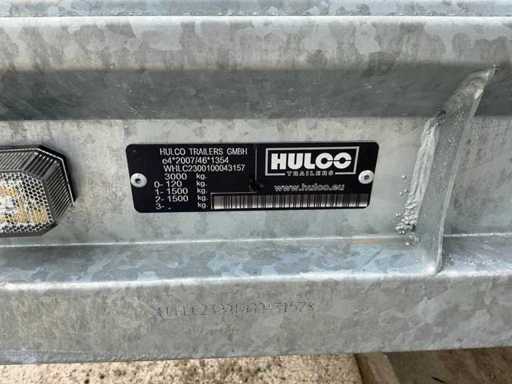 HULCO TRAILERS GMBH
e4*2007/46*1354
WHLC2300100043157
3000 kg.
0- 120 kg.
1- 1500 kg.
2- 1500 kg.
3- . kg.
HULCO
TRAILERS
www.hulco.eu